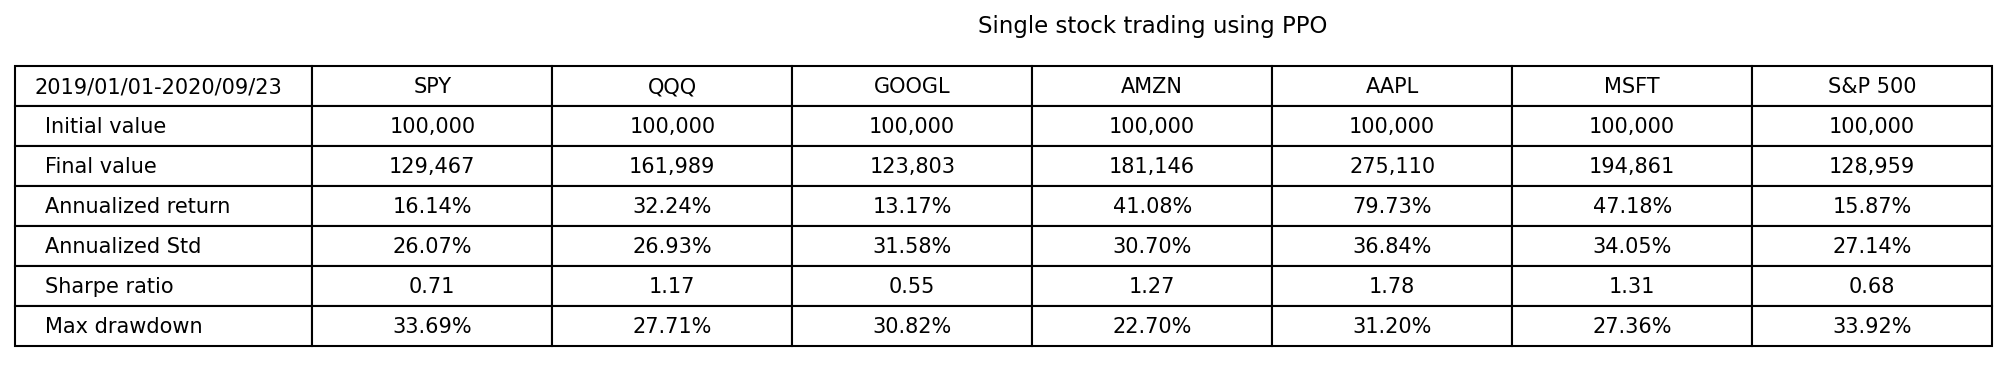 Single stock trading using PPO
2019/01/01-2020/09/23 SPY QQQ GOOGL AMZN AAPL MSFT S&P 500
Initial value 100,000 100,000 100,000 100,000 100,000 100,000 100,000
Final value 129,467 161,989 123,803 181,146 275,110 194,861 128,959
Annualized return 16.14% 32.24% 13.17% 41.08% 79.73% 47.18% 15.87%
Annualized Std 26.07% 26.93% 31.58% 30.70% 36.84% 34.05% 27.14%
Sharpe ratio 0.71 1.17 0.55 1.27 1.78 1.31 0.68
Max drawdown 33.69% 27.71% 30.82% 22.70% 31.20% 27.36% 33.92%